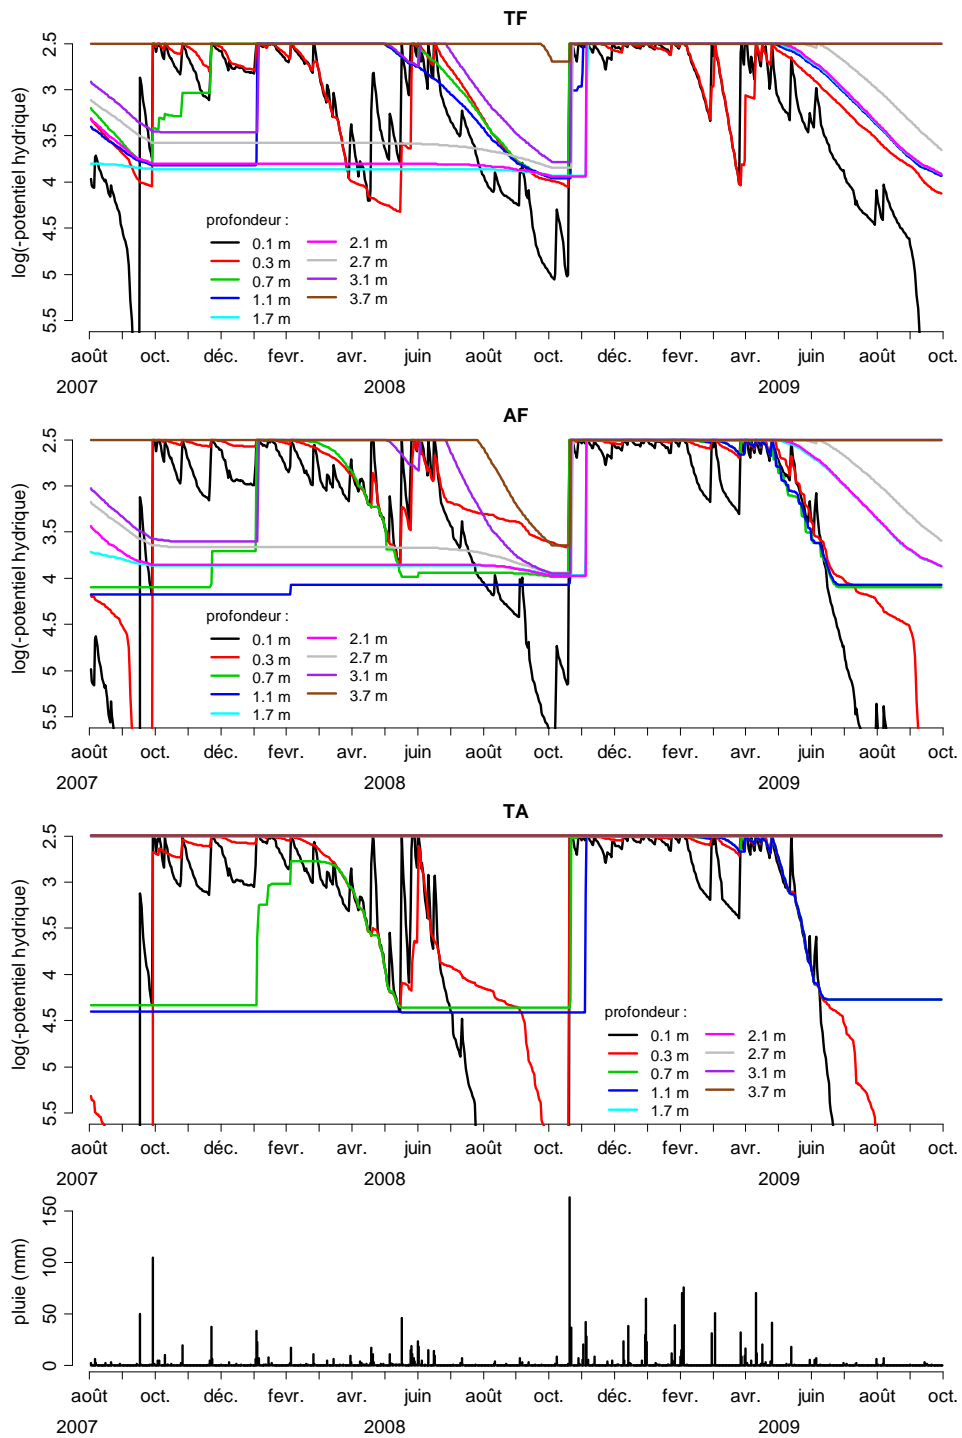 TF
log(-potentiel hydrique)
2.5
3
3.5
4
4.5
5
5.5
profondeur :
0.1 m
0.3 m
0.7 m
1.1 m
1.7 m
2.1 m
2.7 m
3.1 m
3.7 m
août oct. déc. fevr. avr. juin août oct. déc. fevr. avr. juin août oct.
2007 2008 2009
AF
log(-potentiel hydrique)
2.5
3
3.5
4
4.5
5
5.5
profondeur :
0.1 m
0.3 m
0.7 m
1.1 m
1.7 m
2.1 m
2.7 m
3.1 m
3.7 m
août oct. déc. fevr. avr. juin août oct. déc. fevr. avr. juin août oct.
2007 2008 2009
TA
log(-potentiel hydrique)
2.5
3
3.5
4
4.5
5
5.5
profondeur :
0.1 m
0.3 m
0.7 m
1.1 m
1.7 m
2.1 m
2.7 m
3.1 m
3.7 m
août oct. déc. fevr. avr. juin août oct. déc. fevr. avr. juin août oct.
2007 2008 2009
pluie (mm)
150
100
50
0
août oct. déc. fevr. avr. juin août oct. déc. fevr. avr. juin août oct.
2007 2008 2009